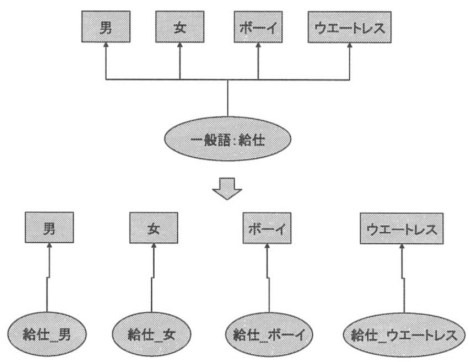 男 女 ボーイ ウエートレス
一般語:給仕
男 女 ボーイ ウエートレス
給仕_男 給仕_女 給仕_ボーイ 給仕_ウエートレス